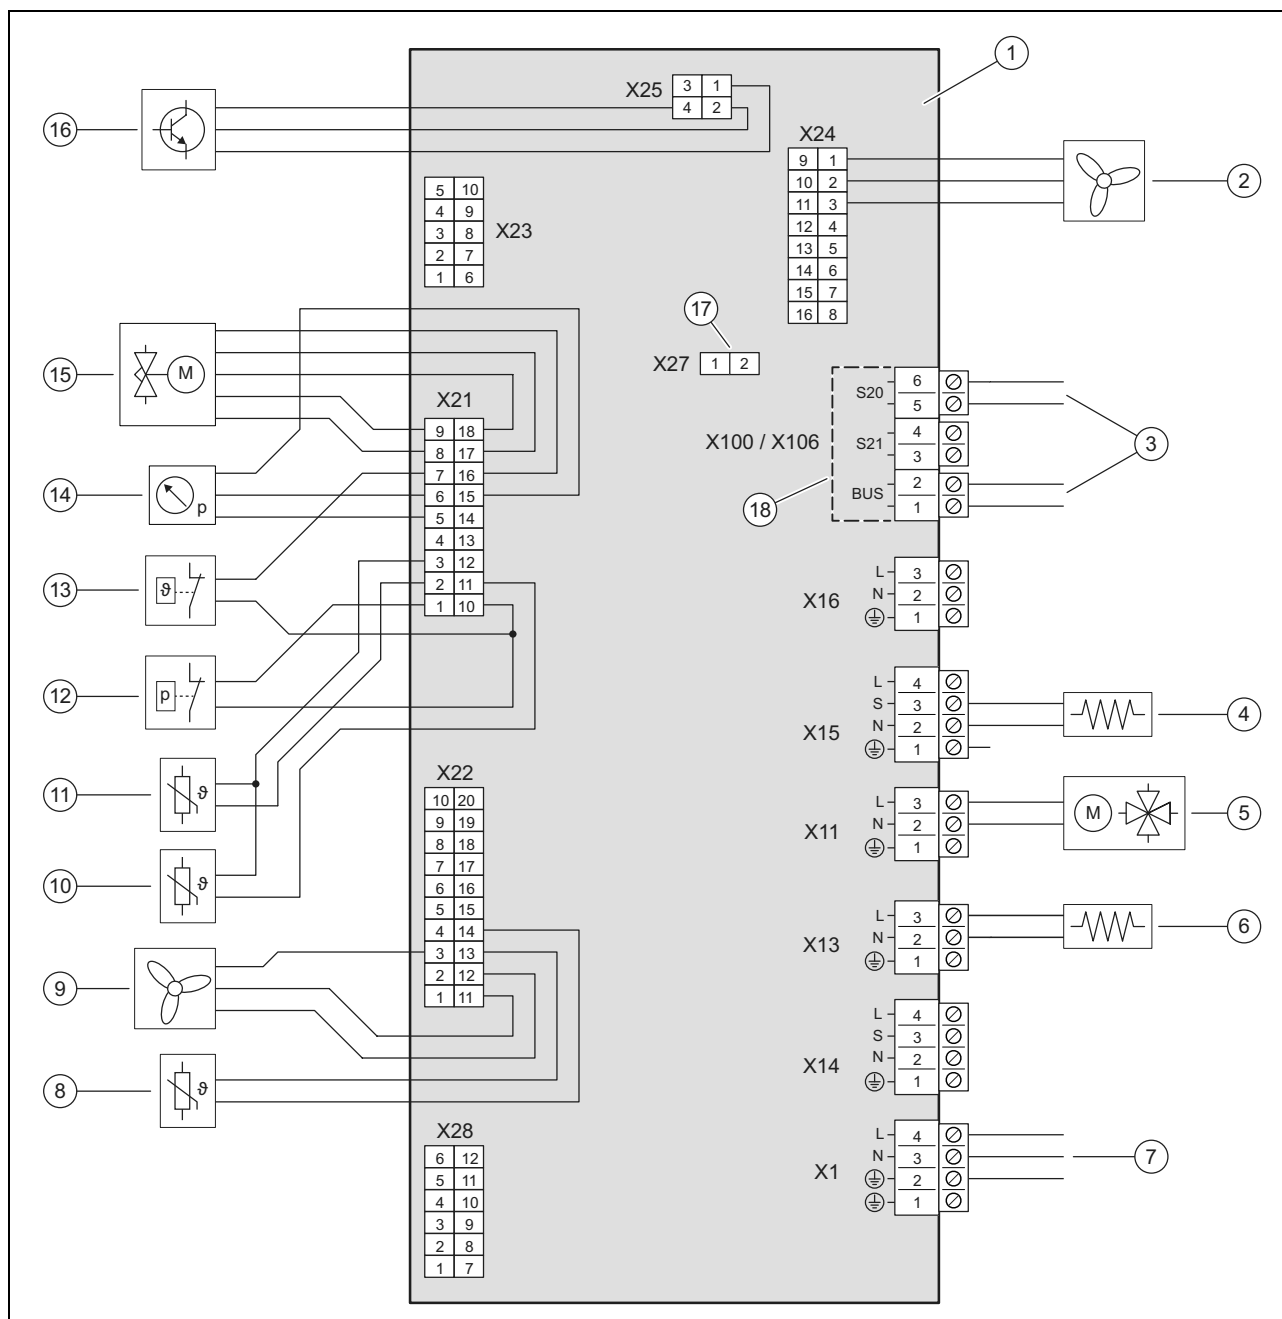 1
X25
3 1
4 2
16
X24
9 1
10 2
11 3
12 4
13 5
14 6
15 7
16 8
2
5 10
4 9
3 8
2 7
1 6
X23
17
X27
1 2
15
M
X21
9 18
8 17
7 16
6 15
5 14
4 13
3 12
2 11
1 10
S20
6
5
S21
4
3
BUS
2
1
X100 / X106
3
18
14
p
13
ϑ
X16
L 3
N 2
1
12
p
X15
L 4
S 3
N 2
1
4
11
ϑ
X22
10 20
9 19
8 18
7 17
6 16
5 15
4 14
3 13
2 12
1 11
X11
L 3
N 2
1
M
5
10
ϑ
X13
L 3
N 2
1
6
9
X14
L 4
S 3
N 2
1
8
ϑ
X28
6 12
5 11
4 10
3 9
2 8
1 7
X1
L 4
N 3
2
1
7